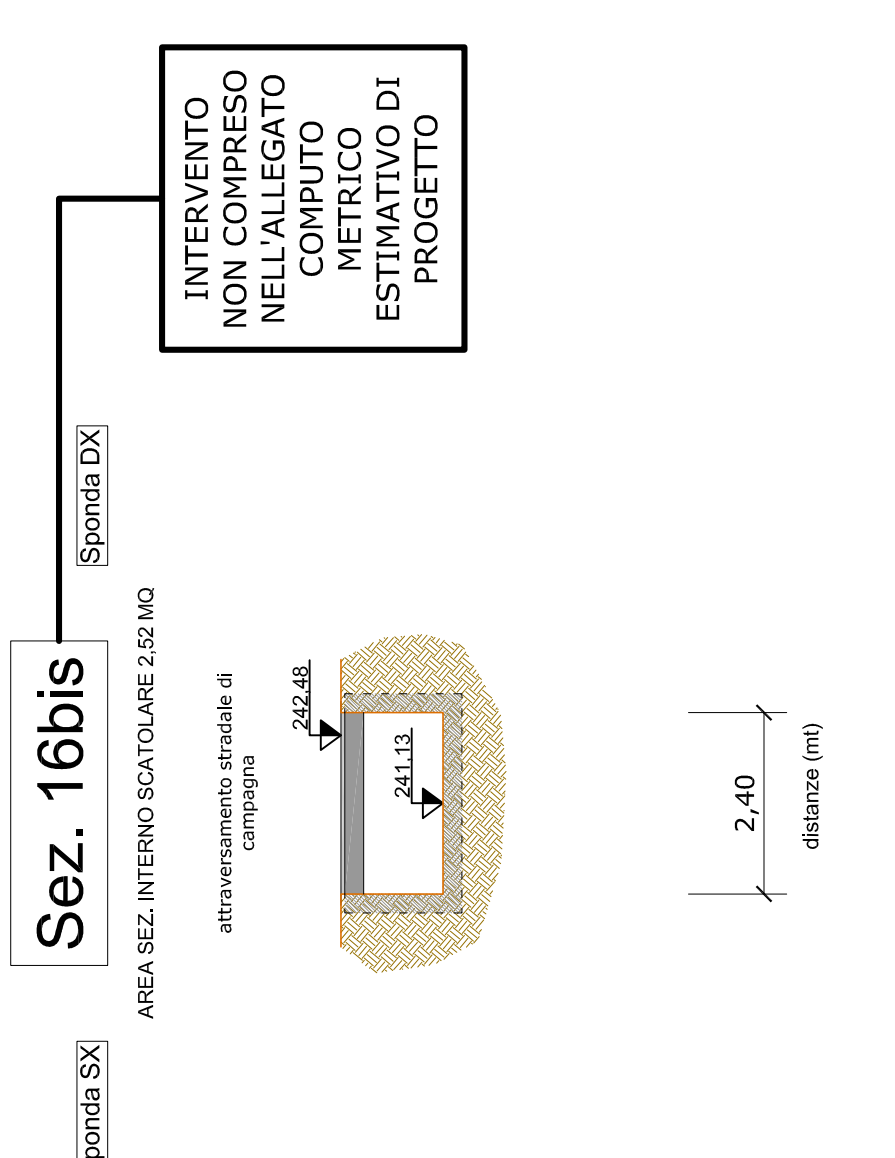 Sez. 16bis
Sponda DX
ponda SX
AREA SEZ. INTERNO SCATOLARE 2,52 MQ
INTERVENTO
NON COMPRESO
NELL'ALLEGATO
COMPUTO
METRICO
ESTIMATIVO DI
PROGETTO
attraversamento stradale di
campagna
242,48
241,13
2,40
distanze (mt)